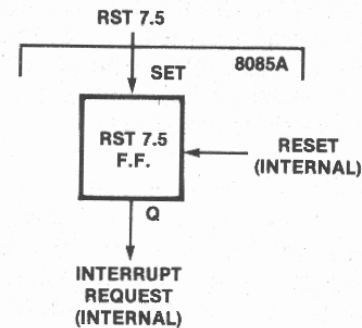 RST 7.5
8085A
SET
RST 7.5
F.F.
RESET
(INTERNAL)
Q
INTERRUPT
REQUEST
(INTERNAL)